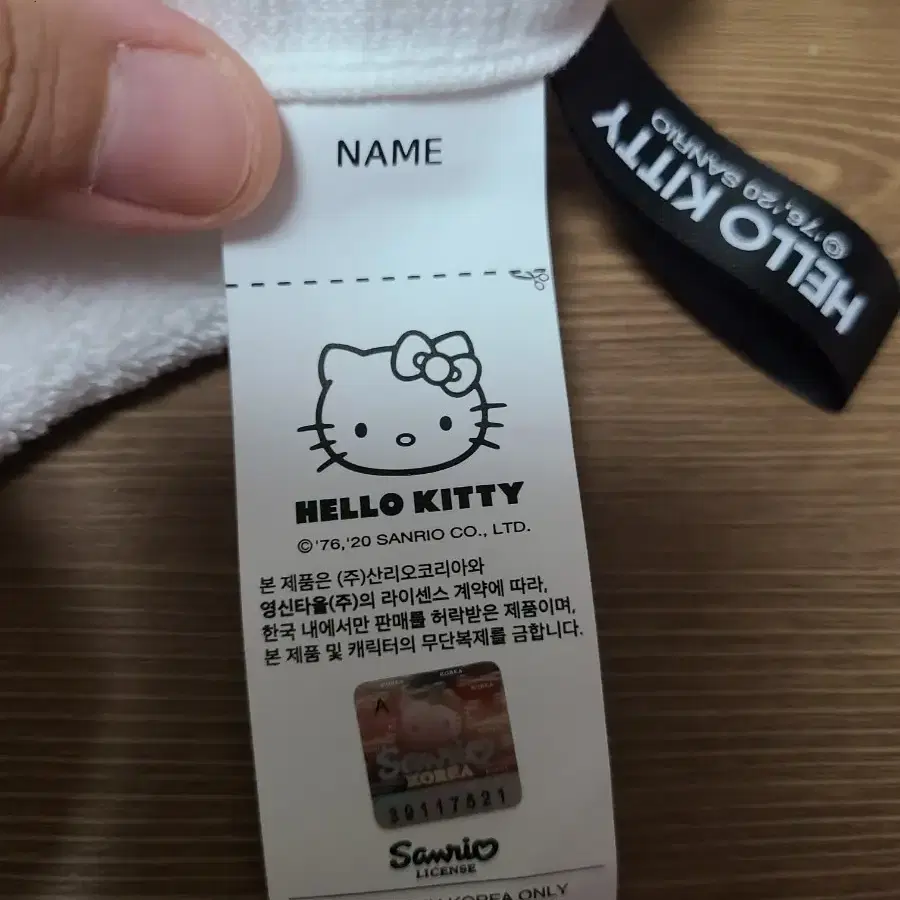 NAME
HELLO KITTY
©'76,'20 SANRIO
HELLO KITTY
©'76,'20 SANRIO CO., LTD.
본 제품은 (주)산리오코리아와
영신타올(주)의 라이센스 계약에 따라,
한국 내에서만 판매를 허락받은 제품이며,
본 제품 및 캐릭터의 무단복제를 금합니다.
KOREA KOREA KOREA
A
Sanrio
KOREA
39117521
Sanrio
LICENSE
KOREA ONLY